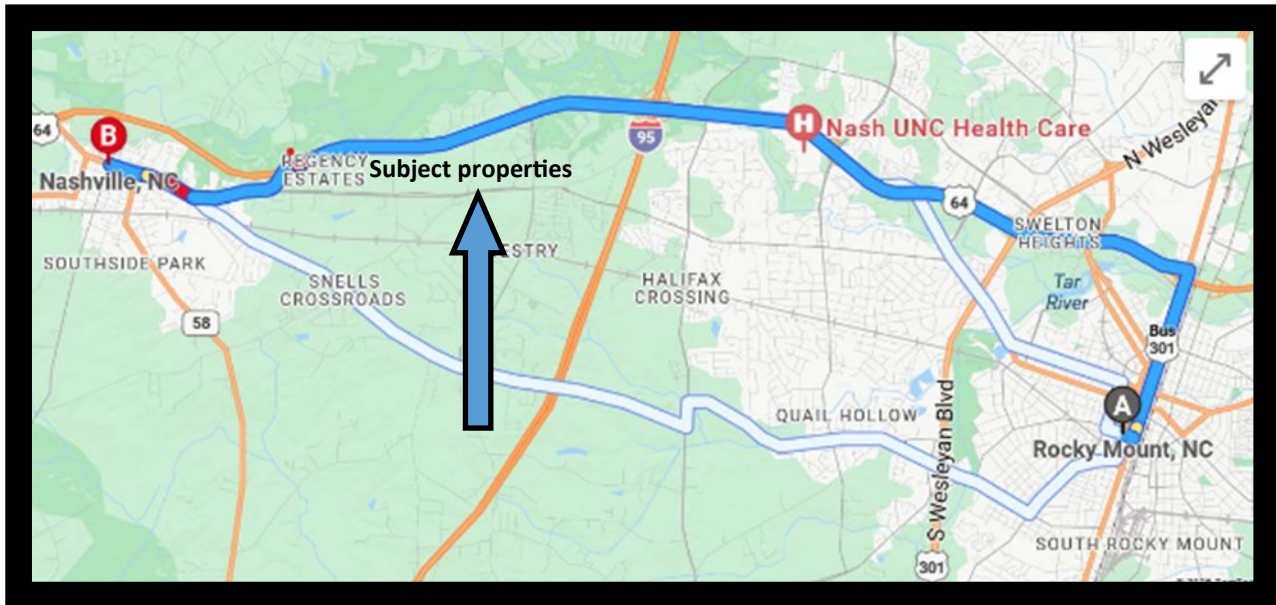 64
B
Nashville, NC
REGENCY
ESTATES
Subject properties
95
H
Nash UNC Health Care
N Wesleyan
64
SWELTON
HEIGHTS
SOUTHSIDE PARK
SNELLS
CROSSROADS
ESTRY
HALIFAX
CROSSING
Tar
River
58
Bus
301
A
QUAIL HOLLOW
S Wesleyan Blvd
Rocky Mount, NC
SOUTH ROCKY MOUNT
301